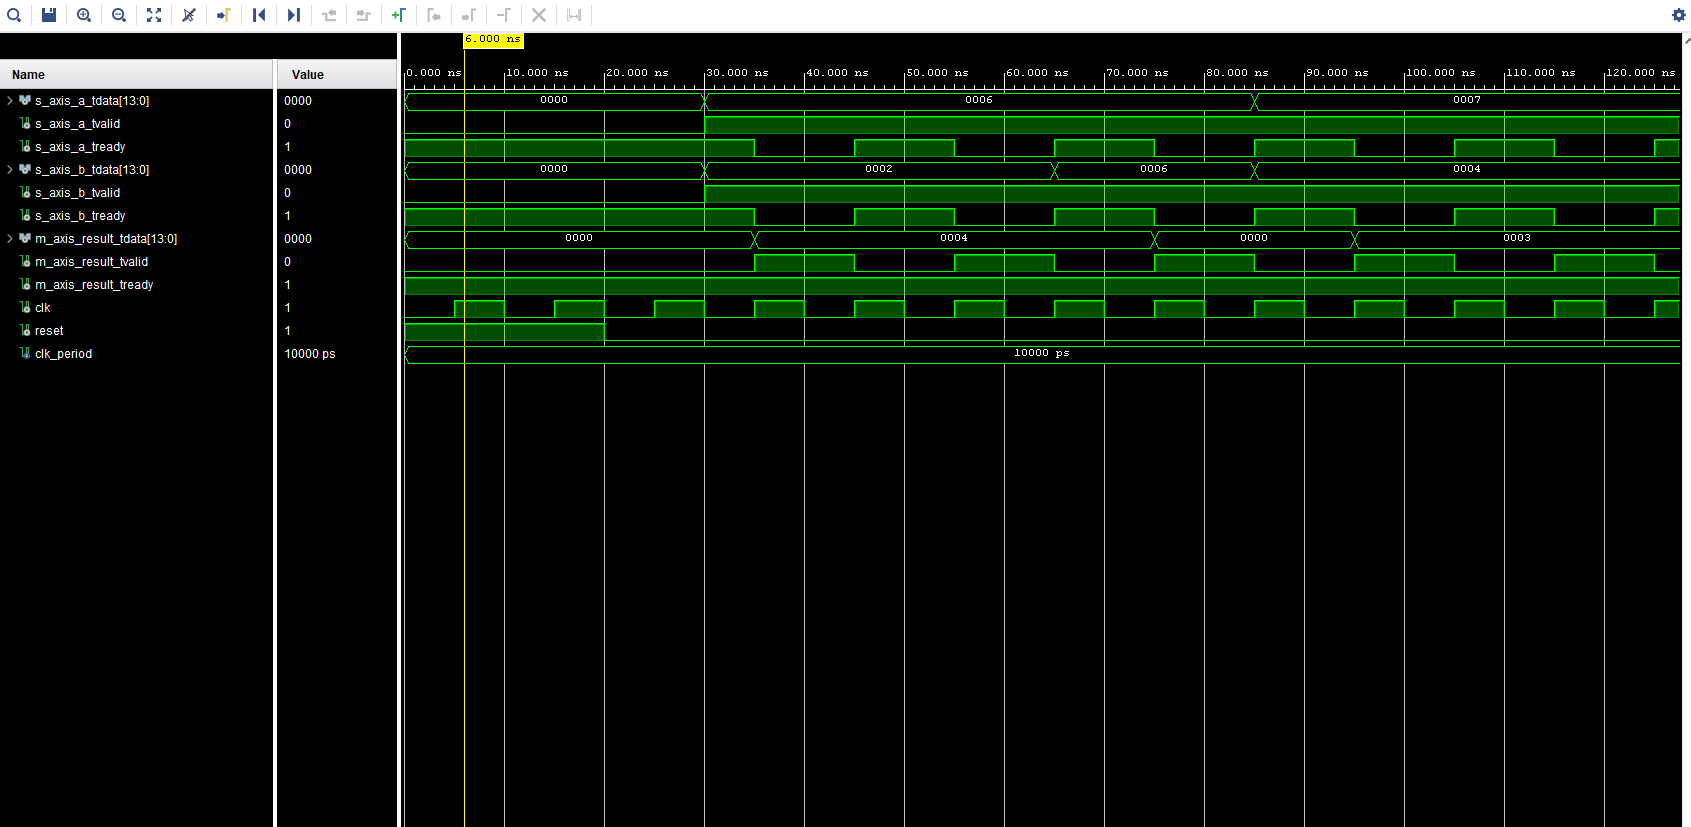 6.000 ns
Name Value
0.000 ns 10.000 ns 20.000 ns 30.000 ns 40.000 ns 50.000 ns 60.000 ns 70.000 ns 80.000 ns 90.000 ns 100.000 ns 110.000 ns 120.000 ns
s_axis_a_tdata[13:0] 0000 0000 0006 0007
s_axis_a_tvalid 0
s_axis_a_tready 1
s_axis_b_tdata[13:0] 0000 0000 0002 0006 0004
s_axis_b_tvalid 0
s_axis_b_tready 1
m_axis_result_tdata[13:0] 0000 0000 0004 0000 0003
m_axis_result_tvalid 0
m_axis_result_tready 1
clk 1
reset 1
clk_period 10000 ps 10000 ps